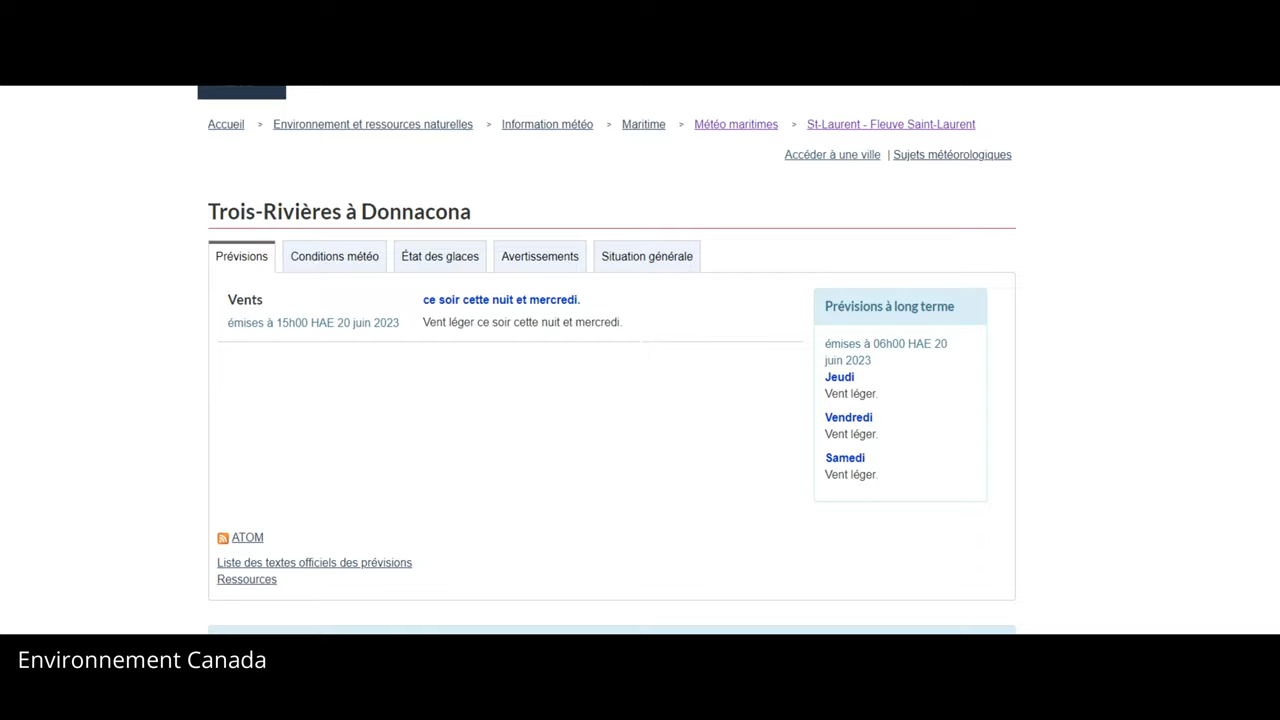 Accueil > Environnement et ressources naturelles > Information météo > Maritime > Météo maritimes > St-Laurent - Fleuve Saint-Laurent
Accéder à une ville | Sujets météorologiques
Trois-Rivières à Donnacona
Prévisions Conditions météo État des glaces Avertissements Situation générale
Vents ce soir cette nuit et mercredi.
émises à 15h00 HAE 20 juin 2023 Vent léger ce soir cette nuit et mercredi.
Prévisions à long terme
émises à 06h00 HAE 20
juin 2023
Jeudi
Vent léger.
Vendredi
Vent léger.
Samedi
Vent léger.
ATOM
Liste des textes officiels des prévisions
Ressources
Environnement Canada